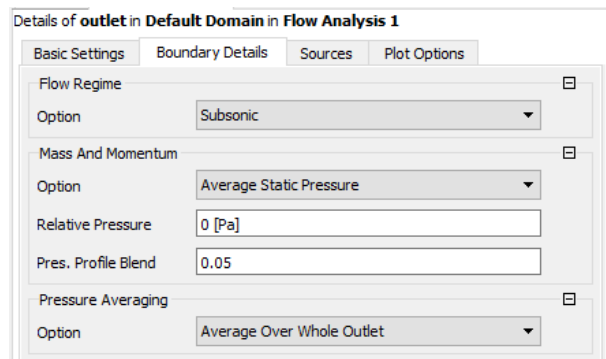 Details of outlet in Default Domain in Flow Analysis 1
Basic Settings Boundary Details Sources Plot Options
Flow Regime
Option Subsonic
Mass And Momentum
Option Average Static Pressure
Relative Pressure 0 [Pa]
Pres. Profile Blend 0.05
Pressure Averaging
Option Average Over Whole Outlet